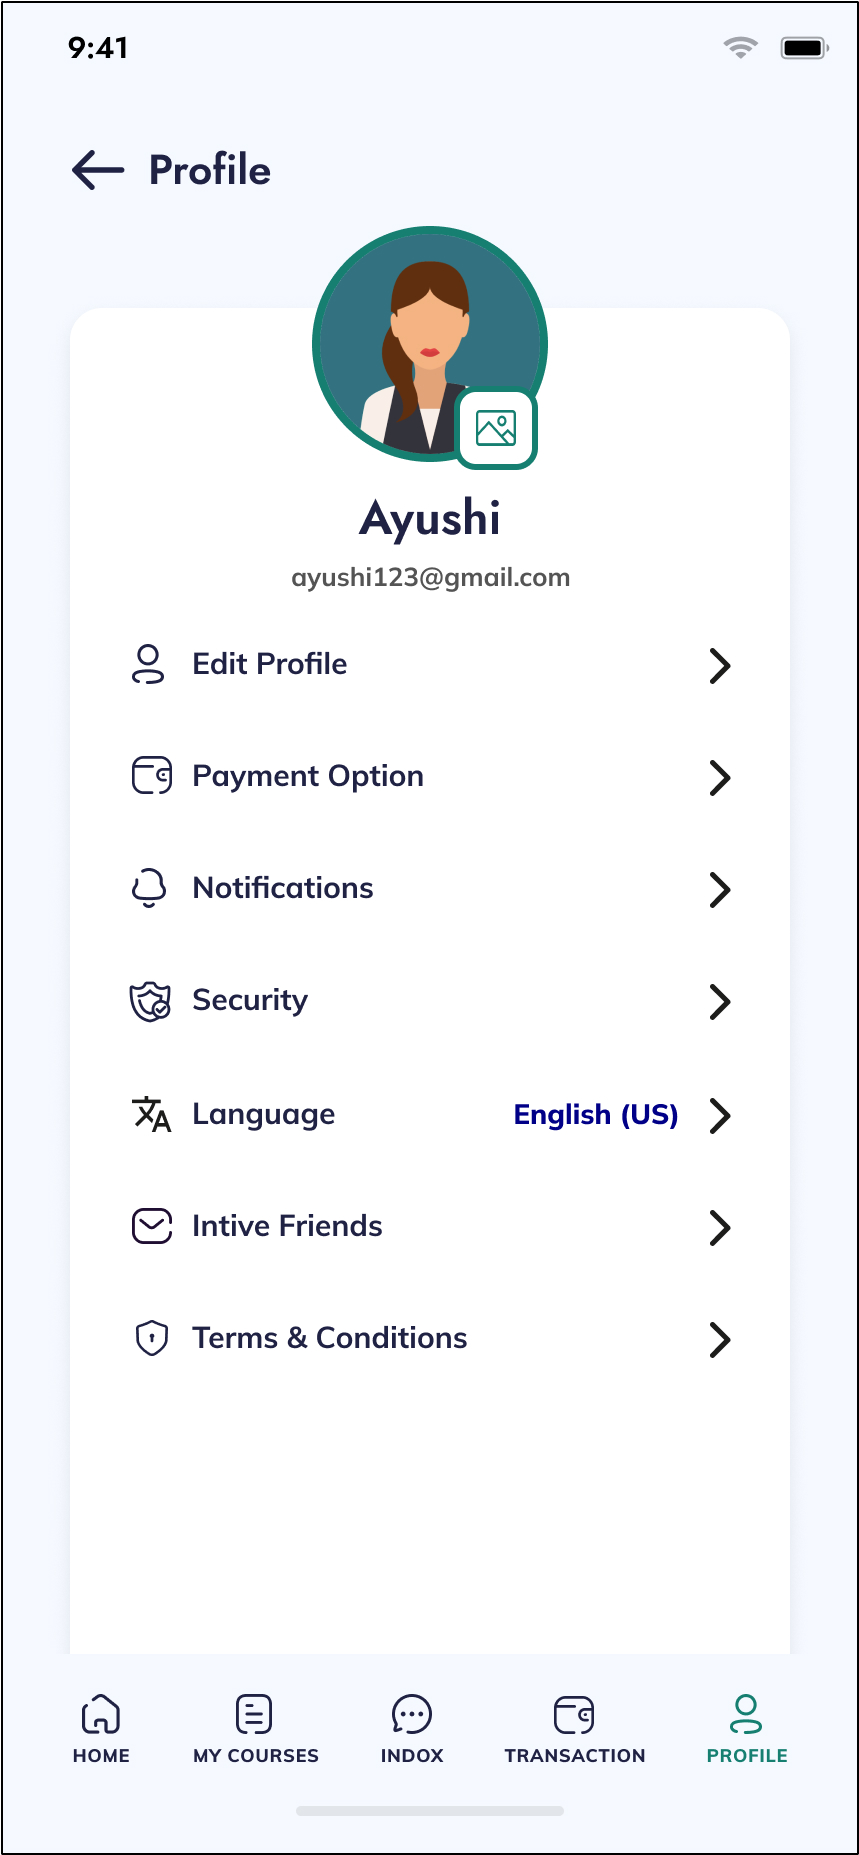 9:41
Profile
Ayushi
ayushi123@gmail.com
Edit Profile
Payment Option
Notifications
Security
Language English (US)
Intive Friends
Terms & Conditions
HOME MY COURSES INDOX TRANSACTION PROFILE